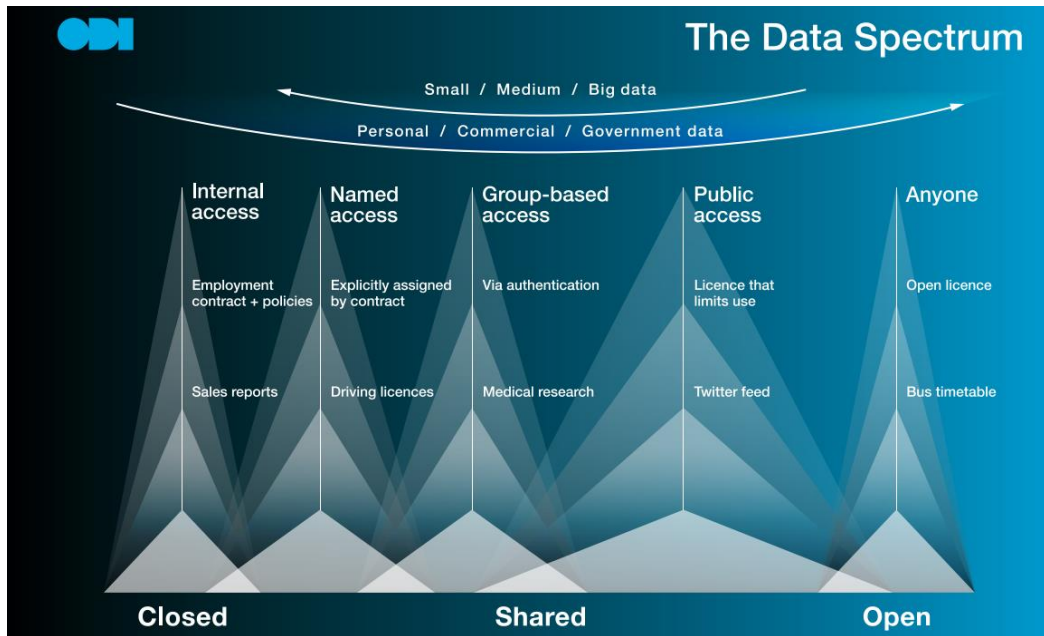 ODI
The Data Spectrum
Small / Medium / Big data
Personal / Commercial / Government data
Internal
access
Named
access
Group-based
access
Public
access
Anyone
Employment
contract + policies
Explicitly assigned
by contract
Via authentication
Licence that
limits use
Open licence
Sales reports
Driving licences
Medical research
Twitter feed
Bus timetable
Closed
Shared
Open